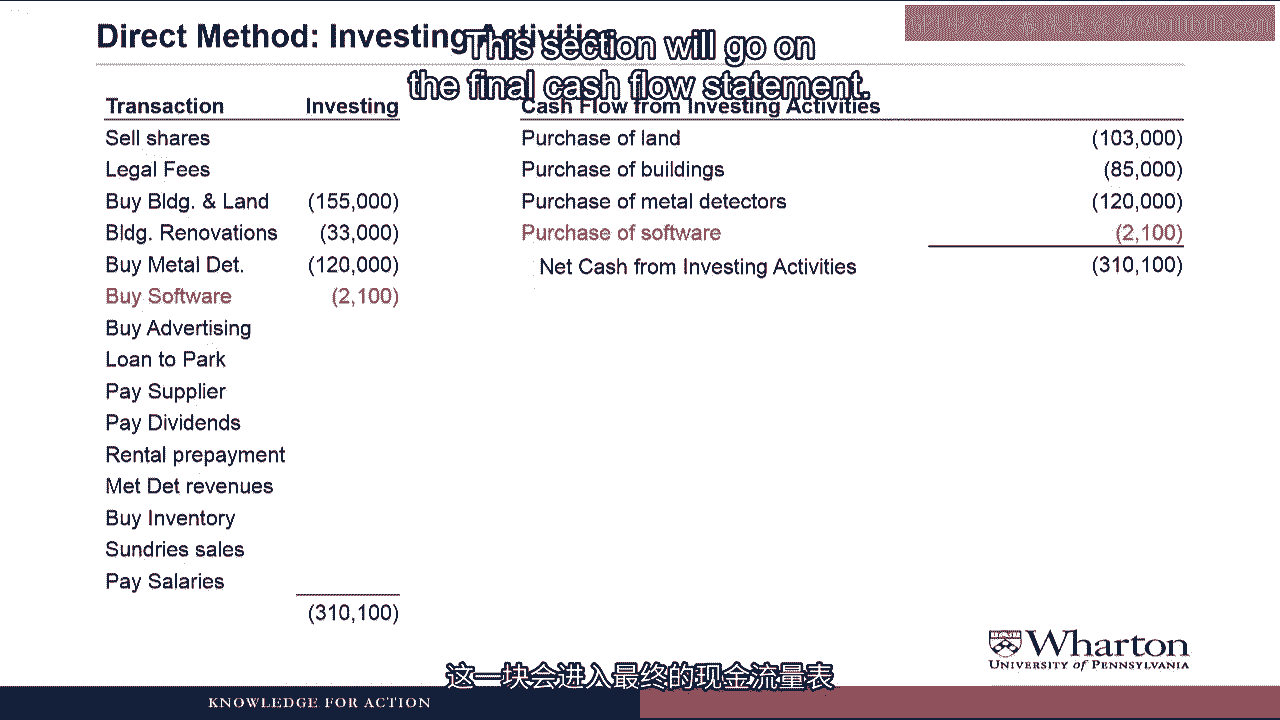 Direct Method: Investing Activities
This section will go on
the final cash flow statement.
Transaction Investing
Sell shares
Legal Fees
Buy Bldg. & Land (155,000)
Bldg. Renovations (33,000)
Buy Metal Det. (120,000)
Buy Software (2,100)
Buy Advertising
Loan to Park
Pay Supplier
Pay Dividends
Rental prepayment
Met Det revenues
Buy Inventory
Sundries sales
Pay Salaries
(310,100)
Cash Flow from Investing Activities
Purchase of land (103,000)
Purchase of buildings (85,000)
Purchase of metal detectors (120,000)
Purchase of software (2,100)
Net Cash from Investing Activities (310,100)
Wharton
UNIVERSITY of PENNSYLVANIA
这一块会进入最终的现金流量表
KNOWLEDGE FOR ACTION